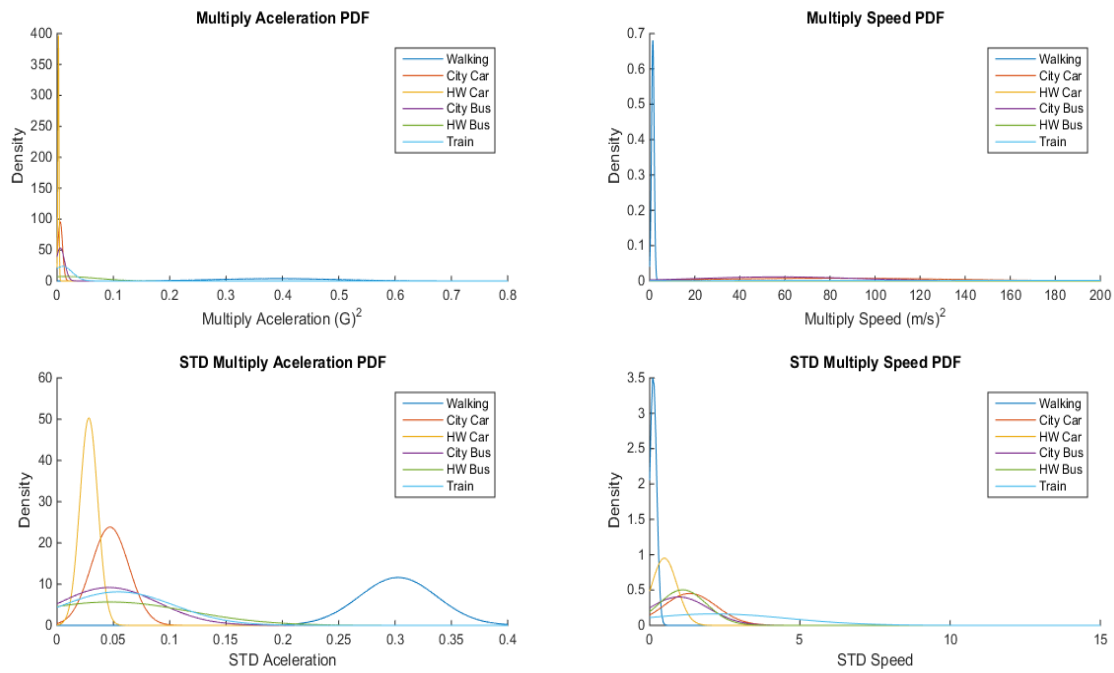 Multiply Aceleration PDF
400
350
300
250
200
150
100
50
0
Density
0 0.1 0.2 0.3 0.4 0.5 0.6 0.7 0.8
Multiply Aceleration (G)²
Walking
City Car
HW Car
City Bus
HW Bus
Train
Multiply Speed PDF
0.7
0.6
0.5
0.4
0.3
0.2
0.1
0
Density
0 20 40 60 80 100 120 140 160 180 200
Multiply Speed (m/s)²
Walking
City Car
HW Car
City Bus
HW Bus
Train
STD Multiply Aceleration PDF
60
50
40
30
20
10
0
Density
0 0.05 0.1 0.15 0.2 0.25 0.3 0.35 0.4
STD Aceleration
Walking
City Car
HW Car
City Bus
HW Bus
Train
STD Multiply Speed PDF
3.5
3
2.5
2
1.5
1
0.5
0
Density
0 5 10 15
STD Speed
Walking
City Car
HW Car
City Bus
HW Bus
Train